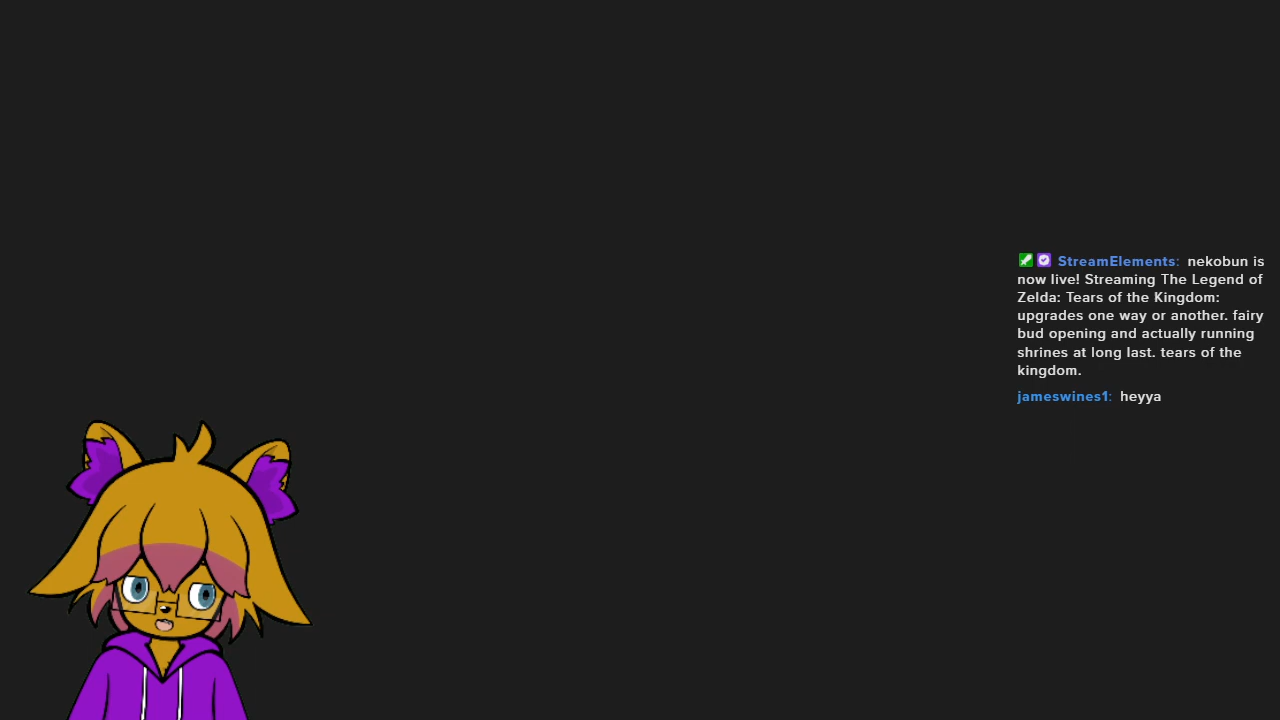 StreamElements: nekobun is
now live! Streaming The Legend of
Zelda: Tears of the Kingdom:
upgrades one way or another. fairy
bud opening and actually running
shrines at long last. tears of the
kingdom.
jameswines1: heyya